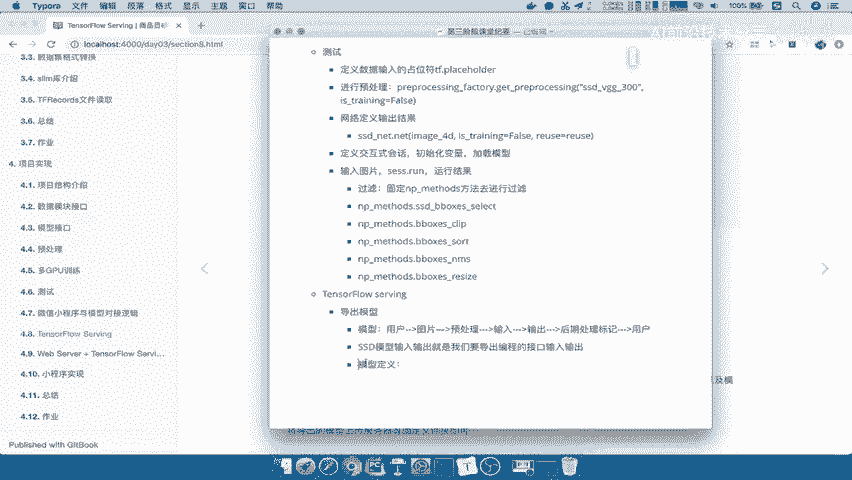 Typora 文件 编辑 段落 格式 显示 主题 窗口 帮助
100%
TensorFlow Serving | 商品目标
localhost:4000/day03/section8.html
第三阶段课堂纪要 — 已编辑
3.3. 数据集格式转换
3.4. slim库介绍
3.5. TFRecords文件读取
3.6. 总结
3.7. 作业
4. 项目实现
4.1. 项目结构介绍
4.2. 数据模块接口
4.3. 模型接口
4.4. 预处理
4.5. 多GPU训练
4.6. 测试
4.7. 微信小程序与模型对接逻辑
4.8. TensorFlow Serving
4.9. Web Server + TensorFlow Servi...
4.10. 小程序实现
4.11. 总结
4.12. 作业
Published with GitBook
测试
定义数据输入的占位符tf.placeholder
进行预处理：preprocessing_factory.get_preprocessing("ssd_vgg_300",
is_training=False)
网络定义输出结果
ssd_net.net(image_4d, is_training=False, reuse=reuse)
定义交互式会话，初始化变量，加载模型
输入图片，sess.run，运行结果
过滤：固定np_methods方法去进行过滤
np_methods.ssd_bboxes_select
np_methods.bboxes_clip
np_methods.bboxes_sort
np_methods.bboxes_nms
np_methods.bboxes_resize
TensorFlow serving
导出模型
模型：用户--->图片--->预处理--->输入--->输出--->后期处理标记--->用户
SSD模型输入输出就是我们要导出编程的接口输入输出
模型定义：